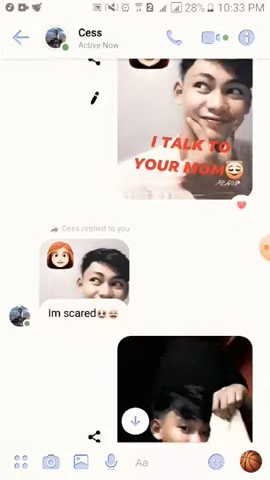 28% 10:33 PM
Cess
Active Now
I TALK TO
YOUR MOM
Cess replied to you
Im scared
Aa